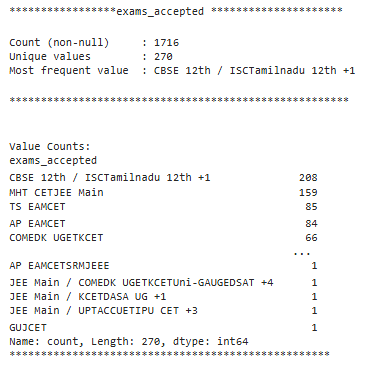 *****************exams_accepted *********************
Count (non-null)     : 1716
Unique values        : 270
Most frequent value  : CBSE 12th / ISCTamilnadu 12th +1
******************************************************
Value Counts:
exams_accepted
CBSE 12th / ISCTamilnadu 12th +1 208
MHT CETJEE Main 159
TS EAMCET 85
AP EAMCET 84
COMEDK UGETKCET 66
...
AP EAMCETSRMJEEE 1
JEE Main / COMEDK UGETKCETUni-GAUGEDSAT +4 1
JEE Main / KCETDASA UG +1 1
JEE Main / UPTACCUETIPU CET +3 1
GUJCET 1
Name: count, Length: 270, dtype: int64
***************************************************